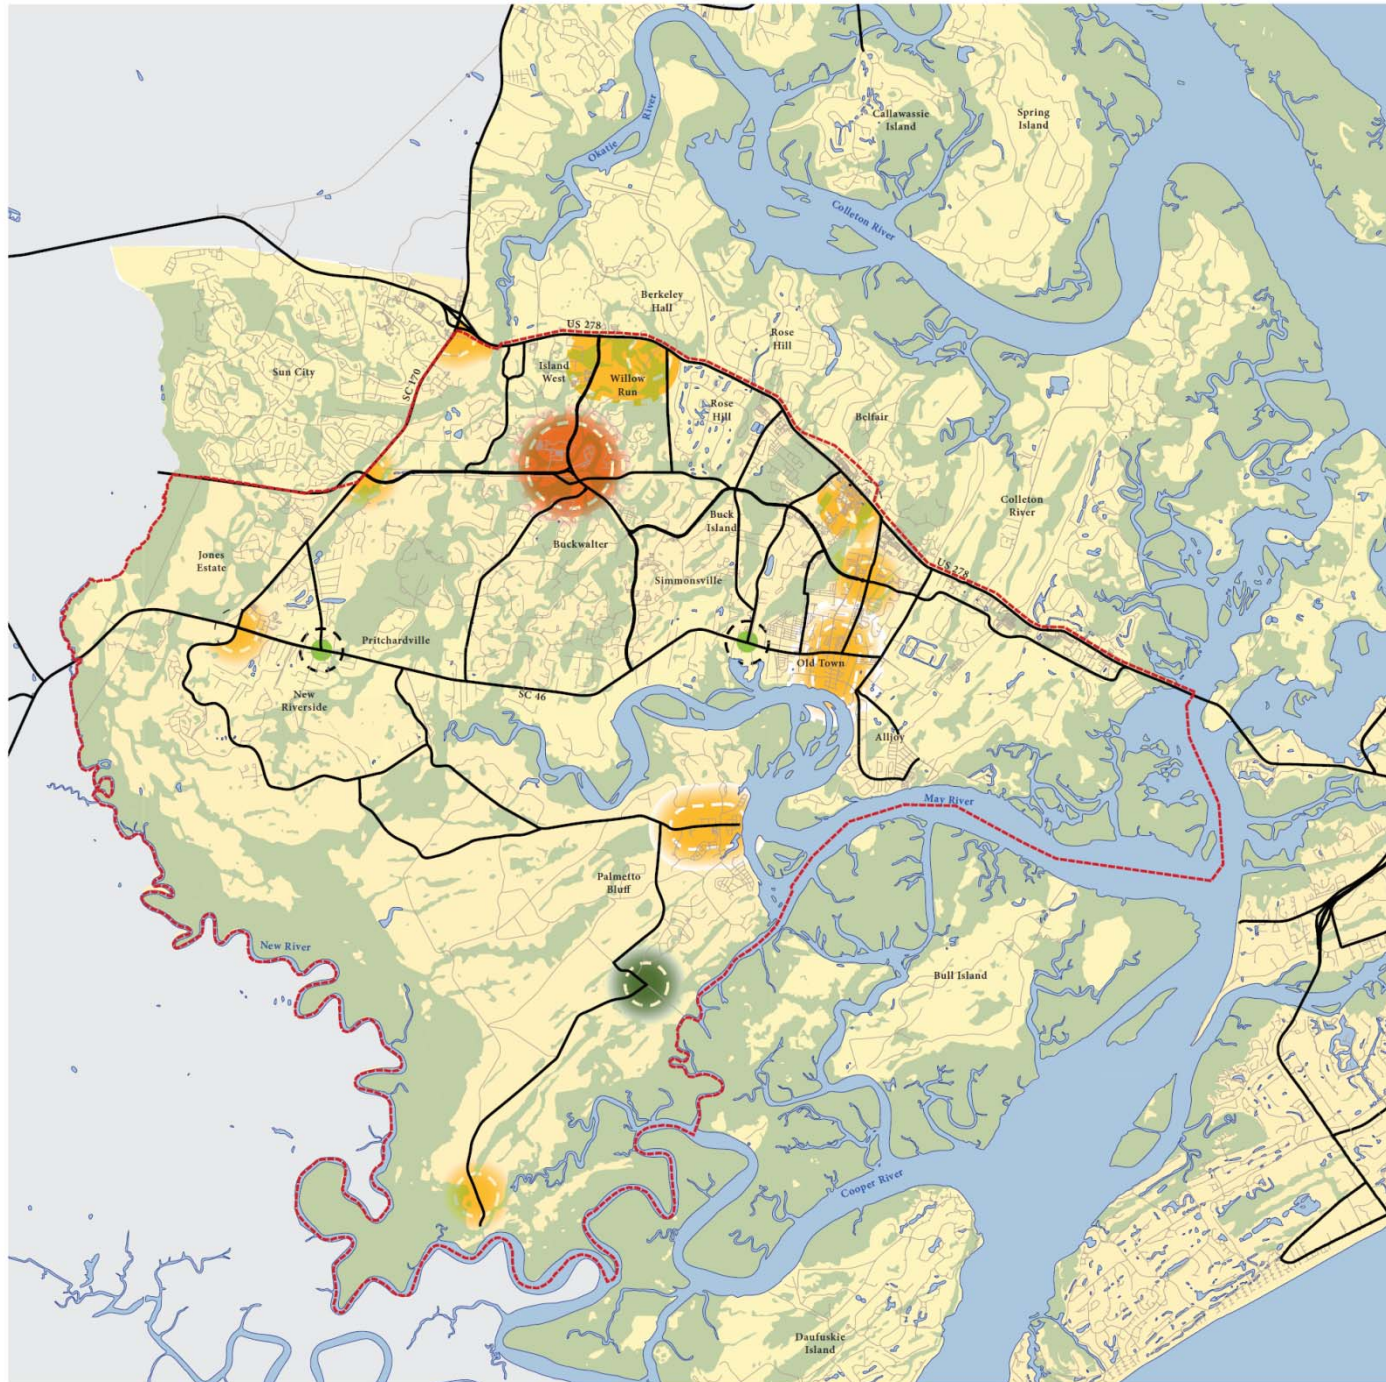 River
Okatie
Callawassie
Island
Spring
Island
Colleton River
Berkeley
Hall
US 278
Rose
Hill
Sun City
SC 170
Island
West
Willow
Run
Rose
Hill
Belfair
Colleton
River
Buck
Island
Buckwalter
Jones
Estate
Simmonsville
US 278
Pritchardville
Old Town
New
Riverside
SC 46
Alljoy
May River
Palmetto
Bluff
New River
Bull Island
Cooper River
Daufuskie
Island